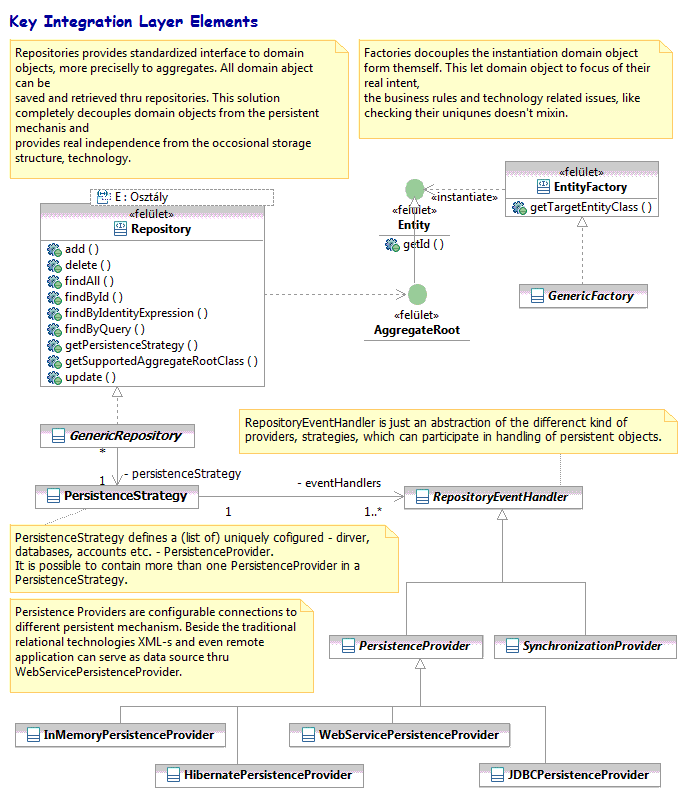 Key Integration Layer Elements
Repositories provides standardized interface to domain
objects, more preciselly to aggregates. All domain abject
can be
saved and retrieved thru repositories. This solution
completely decouples domain objects from the persistent
mechanis and
provides real independence from the occosional storage
structure, technology.
Factories docouples the instantiation domain object
form themself. This let domain object to focus of their
real intent,
the business rules and technology related issues, like
checking their uniqunes doesn't mixin.
E : Osztály
«felület»
Repository
add ( )
delete ( )
findAll ( )
findById ( )
findByIdentityExpression ( )
findByQuery ( )
getPersistenceStrategy ( )
getSupportedAggregateRootClass ( )
update ( )
«felület»
Entity
getId ( )
«instantiate»
«felület»
EntityFactory
getTargetEntityClass ( )
GenericFactory
«felület»
AggregateRoot
GenericRepository
*
1
- persistenceStrategy
RepositoryEventHandler is just an abstraction of the differenct kind of
providers, strategies, which can participate in handling of persistent objects.
PersistenceStrategy
- eventHandlers
1
1..*
RepositoryEventHandler
PersistenceStrategy defines a (list of) uniquely cofigured - dirver,
databases, accounts etc. - PersistenceProvider.
It is possible to contain more than one PersistenceProvider in a
PersistenceStrategy.
Persistence Providers are configurable connections to
different persistent mechanism. Beside the traditional
relational technologies XML-s and even remote
application can serve as data source thru
WebServicePersistenceProvider.
PersistenceProvider
SynchronizationProvider
InMemoryPersistenceProvider
WebServicePersistenceProvider
HibernatePersistenceProvider
JDBCPersistenceProvider